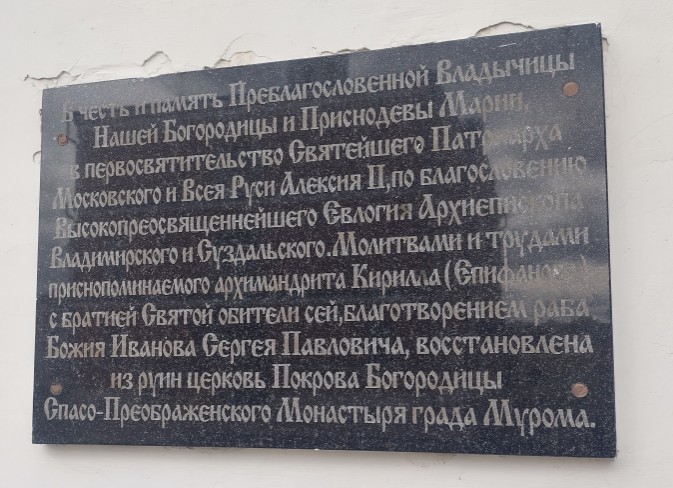 В честь и память Преблагословенной Владычицы
Нашей Богородицы и Приснодевы Марии,
в первосвятительство Святейшего Патриарха
Московского и Всея Руси Алексия II, по благословению
Высокопреосвященнейшего Евлогия Архиепископа
Владимирского и Суздальского. Молитвами и трудами
приснопоминаемого архимандрита Кирилла (Епифанова)
с братией Святой обители сей, благотворением раба
Божия Иванова Сергея Павловича, восстановлена
из руин церковь Покрова Богородицы
Спасо-Преображенского Монастыря града Мурома.